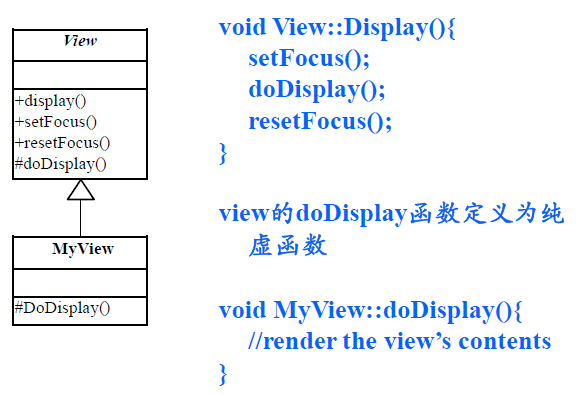 View
+display()
+setFocus()
+resetFocus()
#doDisplay()
MyView
#DoDisplay()
void View::Display(){
setFocus();
doDisplay();
resetFocus();
}
view的doDisplay函数定义为纯
虚函数
void MyView::doDisplay(){
//render the view’s contents
}